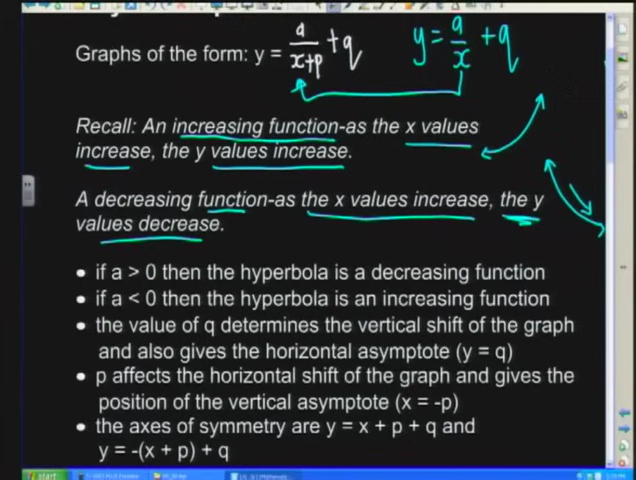 Graphs of the form: y = a/(x+p) + q    y = a/x + q
Recall: An increasing function-as the x values
increase, the y values increase.
A decreasing function-as the x values increase, the y
values decrease.
• if a > 0 then the hyperbola is a decreasing function
• if a < 0 then the hyperbola is an increasing function
• the value of q determines the vertical shift of the graph
and also gives the horizontal asymptote (y = q)
• p affects the horizontal shift of the graph and gives the
position of the vertical asymptote (x = -p)
• the axes of symmetry are y = x + p + q and
y = -(x + p) + q
start